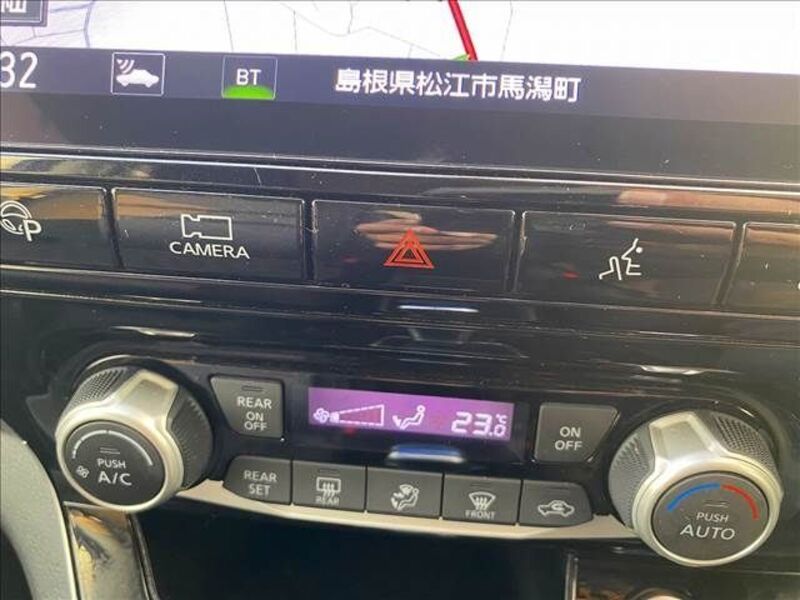 32
BT
島根県松江市馬潟町
P
CAMERA
PUSH
A/C
REAR
ON
OFF
23.0
°C
ON
OFF
REAR
SET
REAR
FRONT
PUSH
AUTO